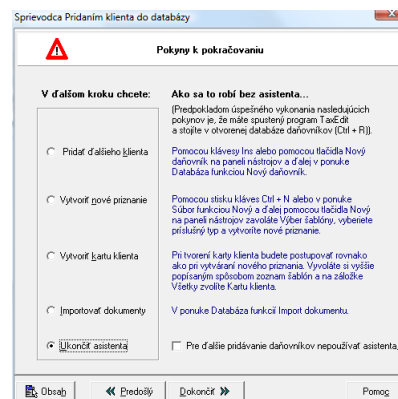 Sprievodca Pridaním klienta do databázy
Pokyny k pokračovaniu
V ďalšom kroku chcete:
Ako sa to robí bez asistenta...
(Predpokladom úspešného vykonania nasledujúcich
pokynov je, že máte spustený program TaxEdit
a stojíte v otvorenej databáze daňovníkov (Ctrl + R)).
Pridať ďalšieho klienta
Pomocou klávesy Ins alebo pomocou tlačidla Nový
daňovník na paneli nástrojov a ďalej v ponuke
Databáza funkciou Nový daňovník.
Vytvoriť nové priznanie
Pomocou stisku kláves Ctrl + N alebo v ponuke
Súbor funkciou Nový a ďalej pomocou tlačidla Nový
na paneli nástrojov zavoláte Výber šablóny, vyberiete
príslušný typ a vytvoríte nové priznanie.
Vytvoriť kartu klienta
Pri tvorení karty klienta budete postupovať rovnako
ako pri vytváraní nového priznania. Vyvoláte si vyššie
popísaným spôsobom zoznam šablón a na záložke
Všetky zvolíte Kartu klienta.
Importovať dokumenty
V ponuke Databáza funkcií Import dokumentu.
Ukončiť asistenta
Pre ďalšie pridávanie daňovníkov nepoužívať asistenta.
Obsah
Predošlý
Dokončiť
Pomoc